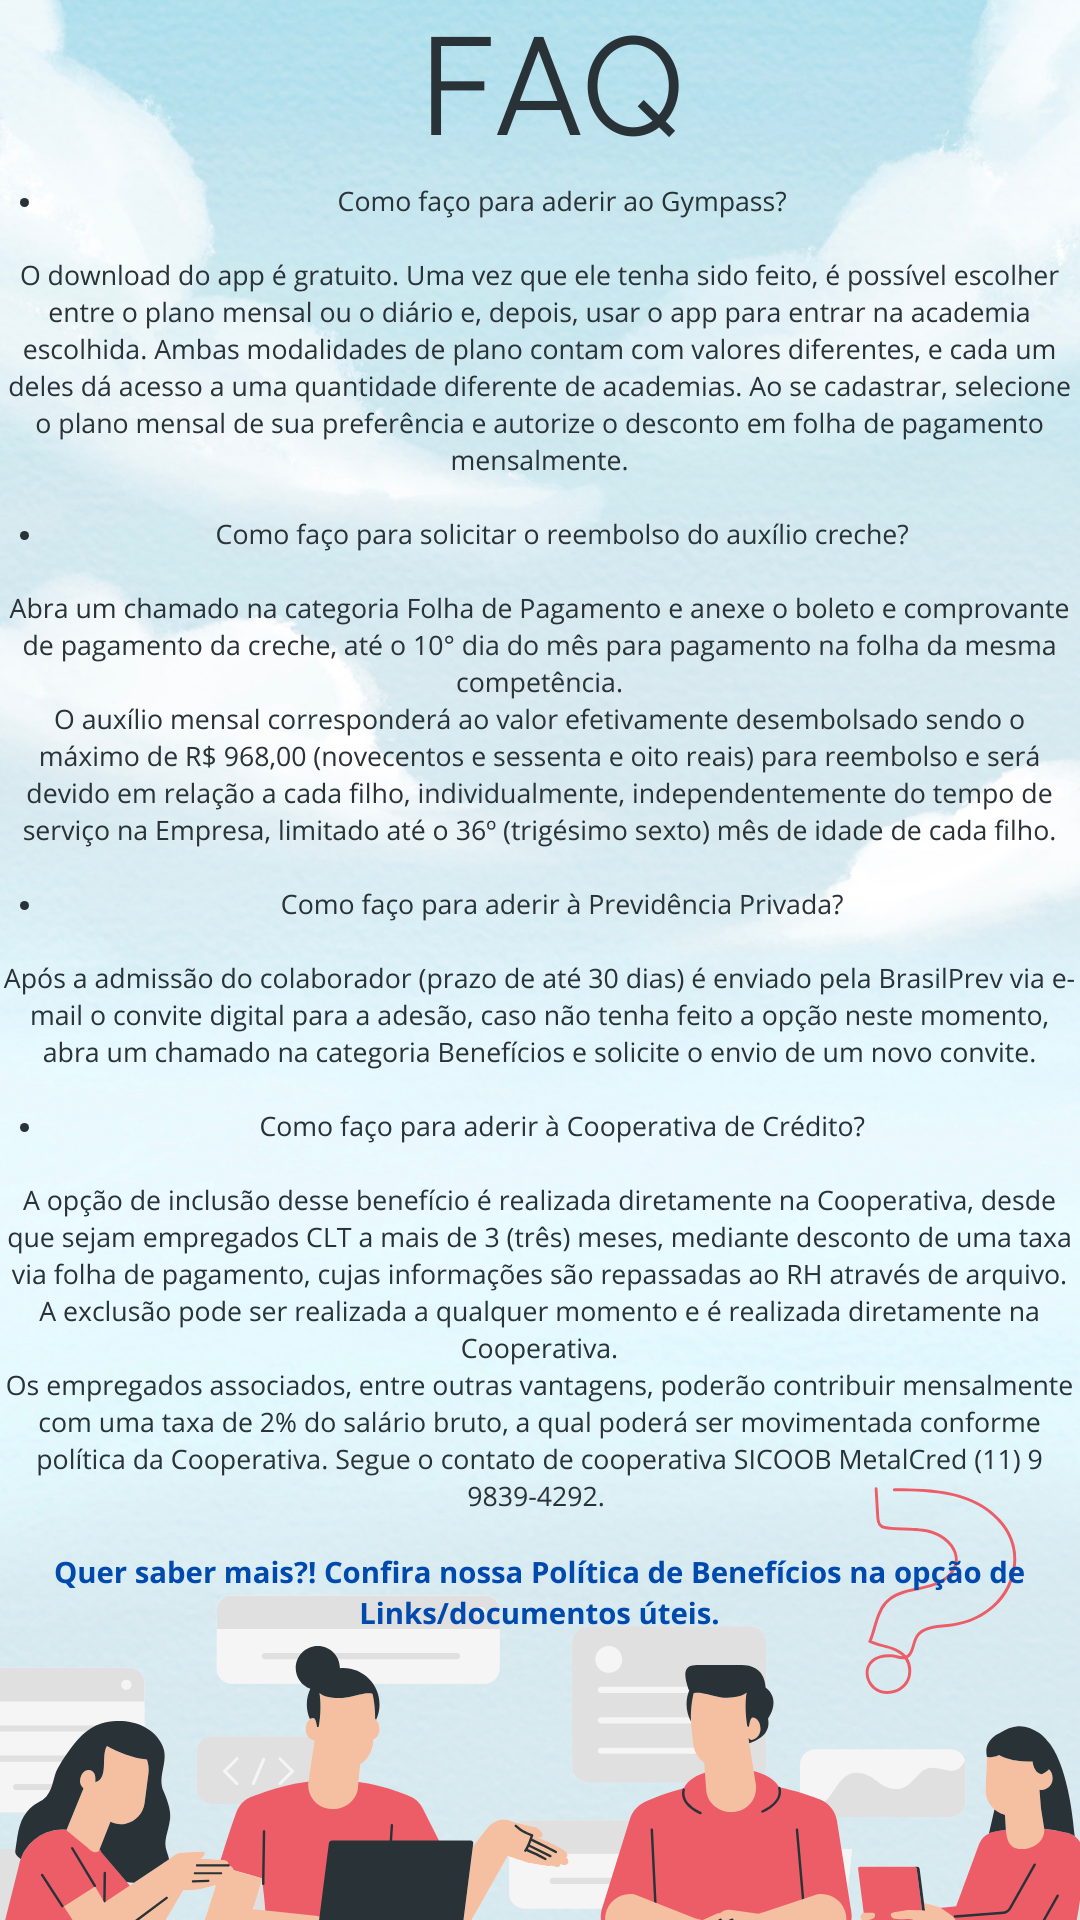 FAQ
• Como faço para aderir ao Gympass?
O download do app é gratuito. Uma vez que ele tenha sido feito, é possível escolher
entre o plano mensal ou o diário e, depois, usar o app para entrar na academia
escolhida. Ambas modalidades de plano contam com valores diferentes, e cada um
deles dá acesso a uma quantidade diferente de academias. Ao se cadastrar, selecione
o plano mensal de sua preferência e autorize o desconto em folha de pagamento
mensalmente.
• Como faço para solicitar o reembolso do auxílio creche?
Abra um chamado na categoria Folha de Pagamento e anexe o boleto e comprovante
de pagamento da creche, até o 10° dia do mês para pagamento na folha da mesma
competência.
O auxílio mensal corresponderá ao valor efetivamente desembolsado sendo o
máximo de R$ 968,00 (novecentos e sessenta e oito reais) para reembolso e será
devido em relação a cada filho, individualmente, independentemente do tempo de
serviço na Empresa, limitado até o 36º (trigésimo sexto) mês de idade de cada filho.
• Como faço para aderir à Previdência Privada?
Após a admissão do colaborador (prazo de até 30 dias) é enviado pela BrasilPrev via e-
mail o convite digital para a adesão, caso não tenha feito a opção neste momento,
abra um chamado na categoria Benefícios e solicite o envio de um novo convite.
• Como faço para aderir à Cooperativa de Crédito?
A opção de inclusão desse benefício é realizada diretamente na Cooperativa, desde
que sejam empregados CLT a mais de 3 (três) meses, mediante desconto de uma taxa
via folha de pagamento, cujas informações são repassadas ao RH através de arquivo.
A exclusão pode ser realizada a qualquer momento e é realizada diretamente na
Cooperativa.
Os empregados associados, entre outras vantagens, poderão contribuir mensalmente
com uma taxa de 2% do salário bruto, a qual poderá ser movimentada conforme
política da Cooperativa. Segue o contato de cooperativa SICOOB MetalCred (11) 9
9839-4292.
Quer saber mais?! Confira nossa Política de Benefícios na opção de
Links/documentos úteis.
?